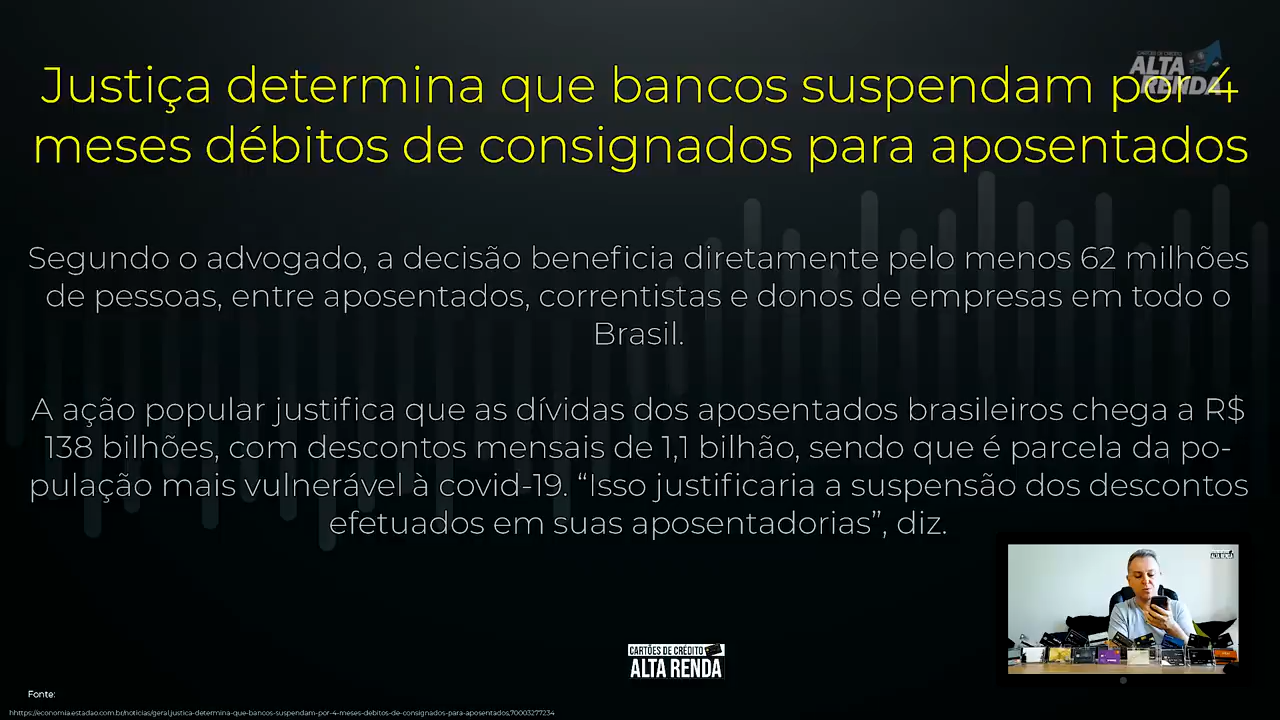 CARTÕES DE CRÉDITO
ALTA
RENDA
Justiça determina que bancos suspendam por 4
meses débitos de consignados para aposentados
Segundo o advogado, a decisão beneficia diretamente pelo menos 62 milhões
de pessoas, entre aposentados, correntistas e donos de empresas em todo o
Brasil.
A ação popular justifica que as dívidas dos aposentados brasileiros chega a R$
138 bilhões, com descontos mensais de 1,1 bilhão, sendo que é parcela da po-
pulação mais vulnerável à covid-19. “Isso justificaria a suspensão dos descontos
efetuados em suas aposentadorias”, diz.
ALTA RENDA
CARTÕES DE CRÉDITO
ALTA RENDA
Fonte:
hhttps://economia.estadao.com.br/noticias/geral,justica-determina-que-bancos-suspendam-por-4-meses-debitos-de-consignados-para-aposentados,70003277234